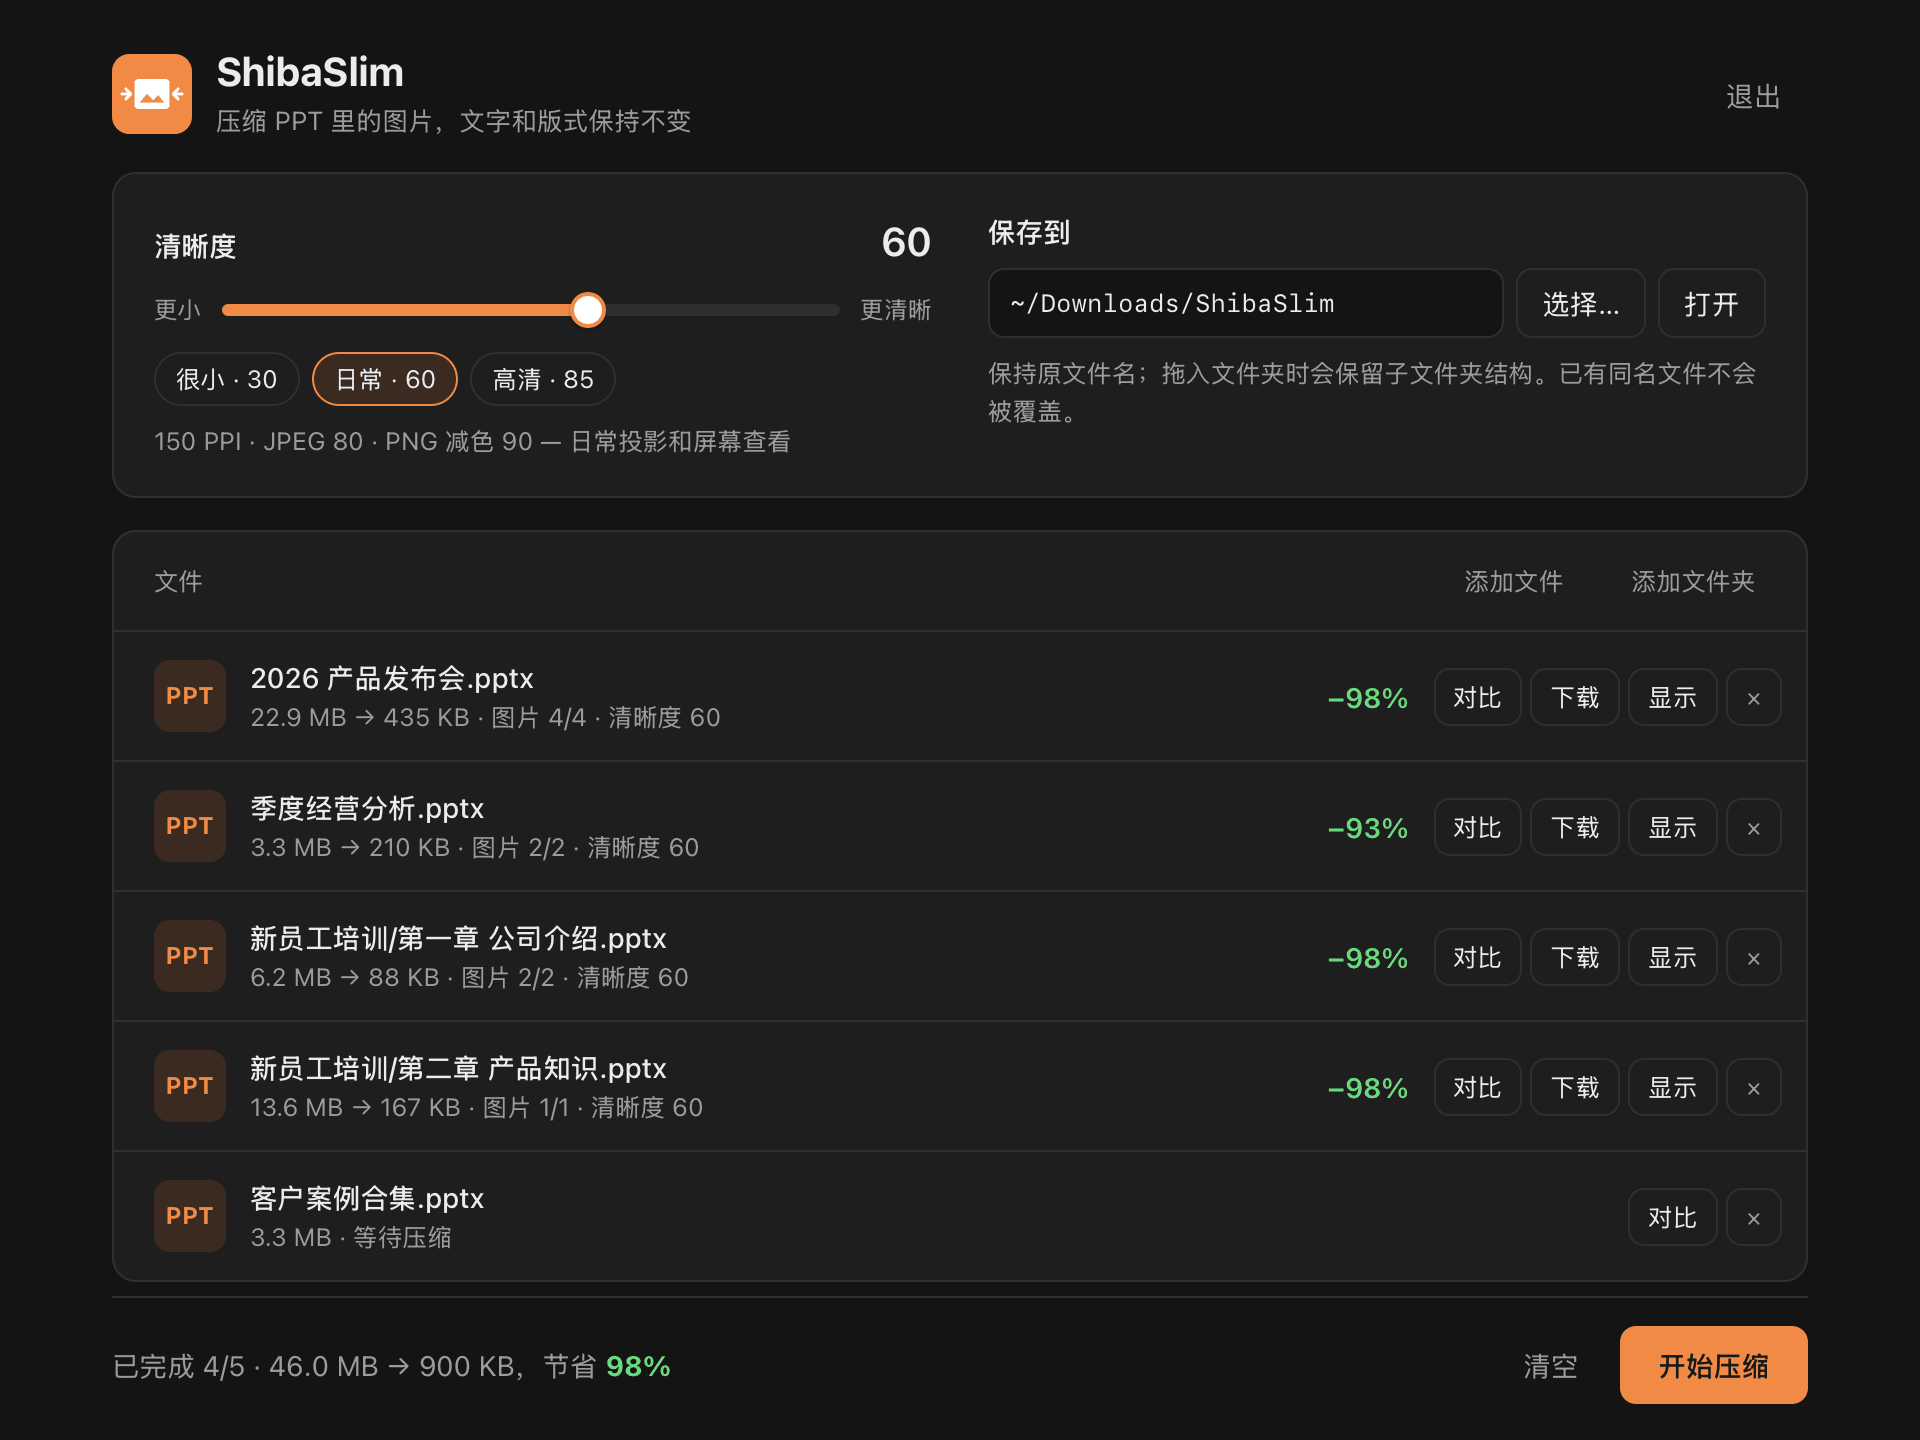 ShibaSlim
压缩 PPT 里的图片，文字和版式保持不变
退出
清晰度
60
更小
更清晰
很小 · 30
日常 · 60
高清 · 85
150 PPI · JPEG 80 · PNG 减色 90 — 日常投影和屏幕查看
保存到
~/Downloads/ShibaSlim
选择...
打开
保持原文件名；拖入文件夹时会保留子文件夹结构。已有同名文件不会
被覆盖。
文件
添加文件
添加文件夹
PPT
2026 产品发布会.pptx
22.9 MB → 435 KB · 图片 4/4 · 清晰度 60
−98%
对比
下载
显示
×
PPT
季度经营分析.pptx
3.3 MB → 210 KB · 图片 2/2 · 清晰度 60
−93%
对比
下载
显示
×
PPT
新员工培训/第一章 公司介绍.pptx
6.2 MB → 88 KB · 图片 2/2 · 清晰度 60
−98%
对比
下载
显示
×
PPT
新员工培训/第二章 产品知识.pptx
13.6 MB → 167 KB · 图片 1/1 · 清晰度 60
−98%
对比
下载
显示
×
PPT
客户案例合集.pptx
3.3 MB · 等待压缩
对比
×
已完成 4/5 · 46.0 MB → 900 KB，节省 98%
清空
开始压缩